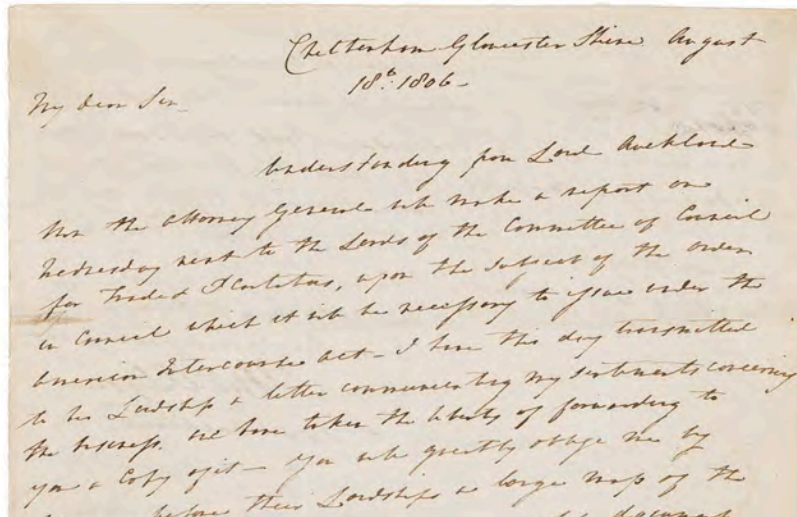 Cheltenham Gloucester Shire August
18th: 1806-
My dear Sir
Understanding from Lord Auckland
that the Attorney General will make a report on
Wednesday next to the Lords of the Committee of Council
for Trade & Plantations, upon the subject of the orders
in Council which it will be necessary to issue under the
American Intercourse Act - I have this day transmitted
to his Lordship a letter communicating my sentiments concerning
the business. and have taken the liberty of forwarding to
you a Copy of it - you will greatly oblige me by
before their Lordships a large map of the